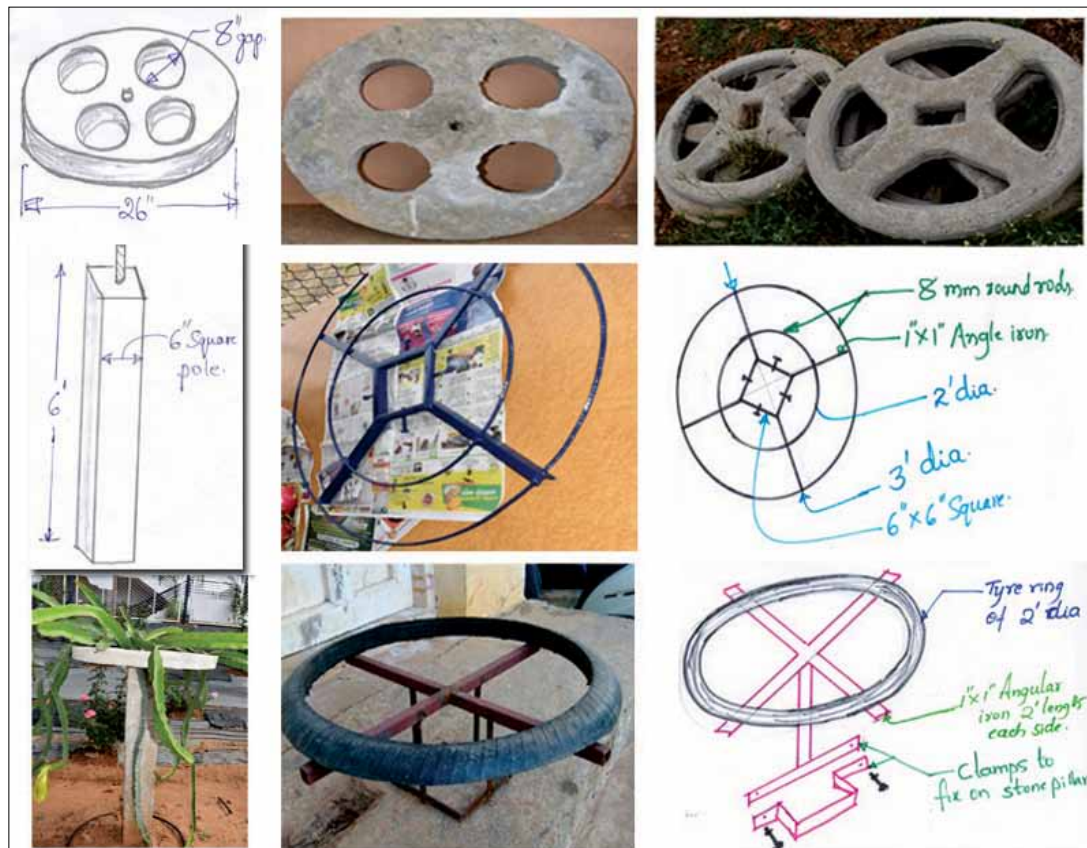 8" gap.
26"
6'
6" Square
pole.
8 mm round rods.
1"x1" Angle iron.
2' dia.
3' dia.
6"x6" Square.
Tyre ring
of 2' dia
1"x1" Angular
iron 2' length
each side.
Clamps to
fix on stone pillar